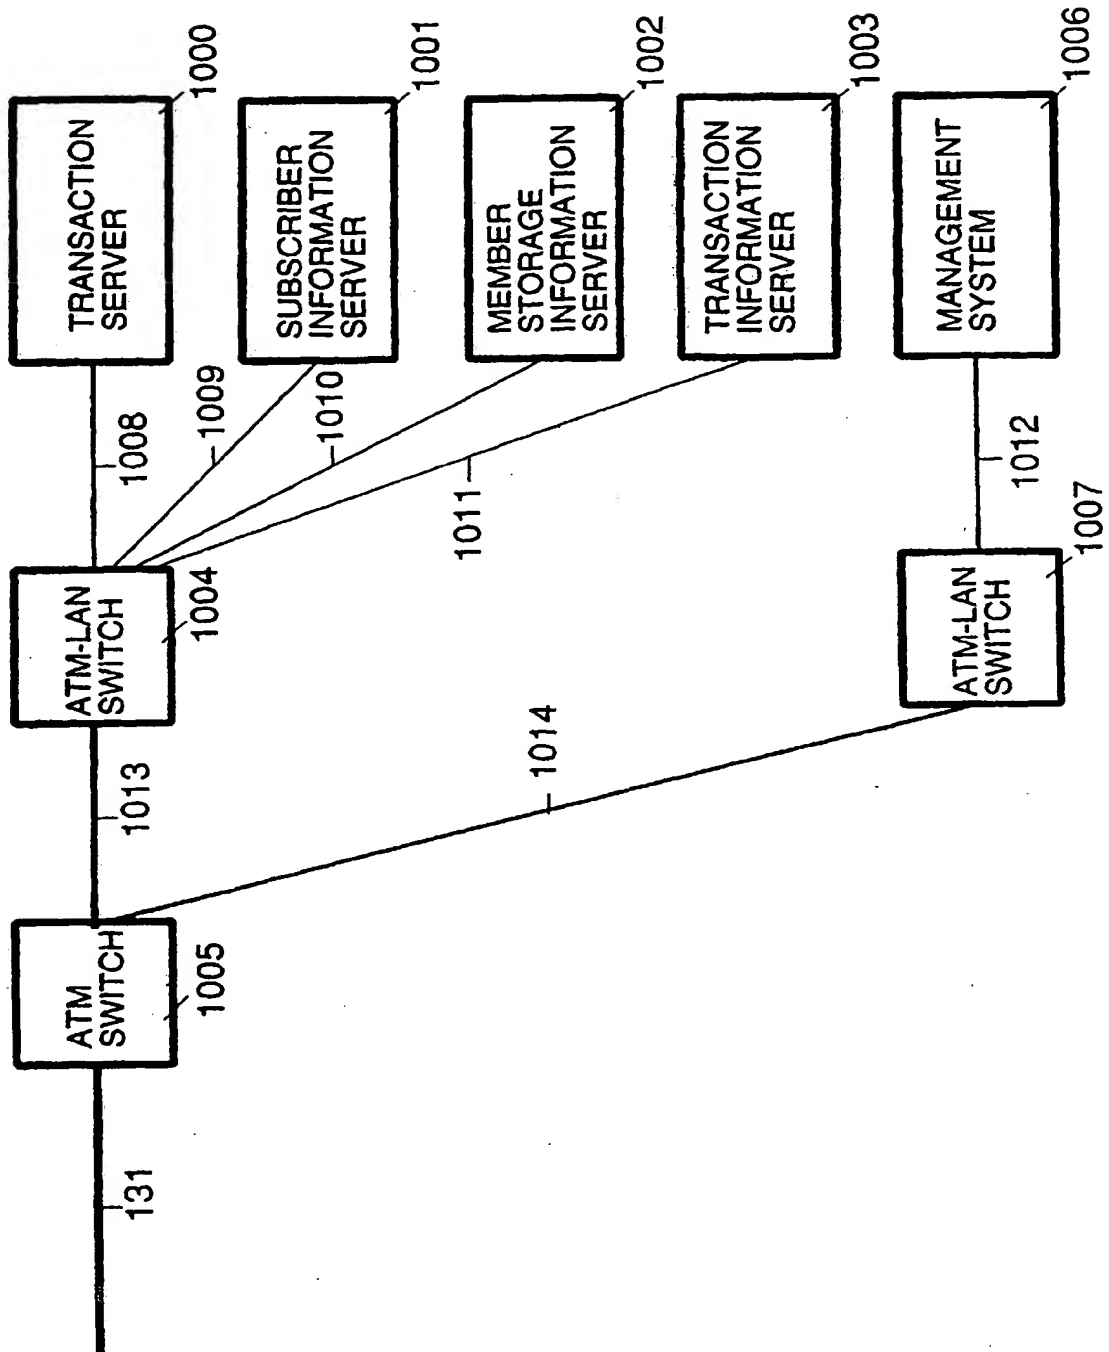 TRANSACTION
SERVER
1000
SUBSCRIBER
INFORMATION
SERVER
1001
MEMBER
STORAGE
INFORMATION
SERVER
1002
TRANSACTION
INFORMATION
SERVER
1003
MANAGEMENT
SYSTEM
1006
1008
1009
1010
1011
1012
ATM-LAN
SWITCH
1004
ATM-LAN
SWITCH
1007
1013
1014
ATM
SWITCH
1005
131